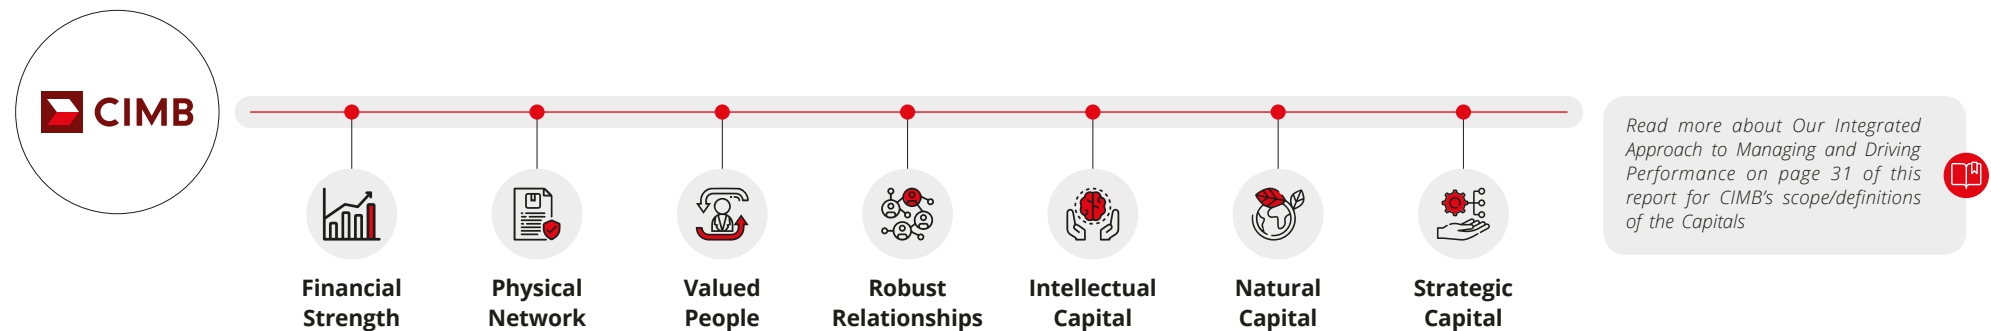 CIMB
Read more about Our Integrated
Approach to Managing and Driving
Performance on page 31 of this
report for CIMB's scope/definitions
of the Capitals
Financial
Strength
Physical
Network
Valued
People
Robust
Relationships
Intellectual
Capital
Natural
Capital
Strategic
Capital